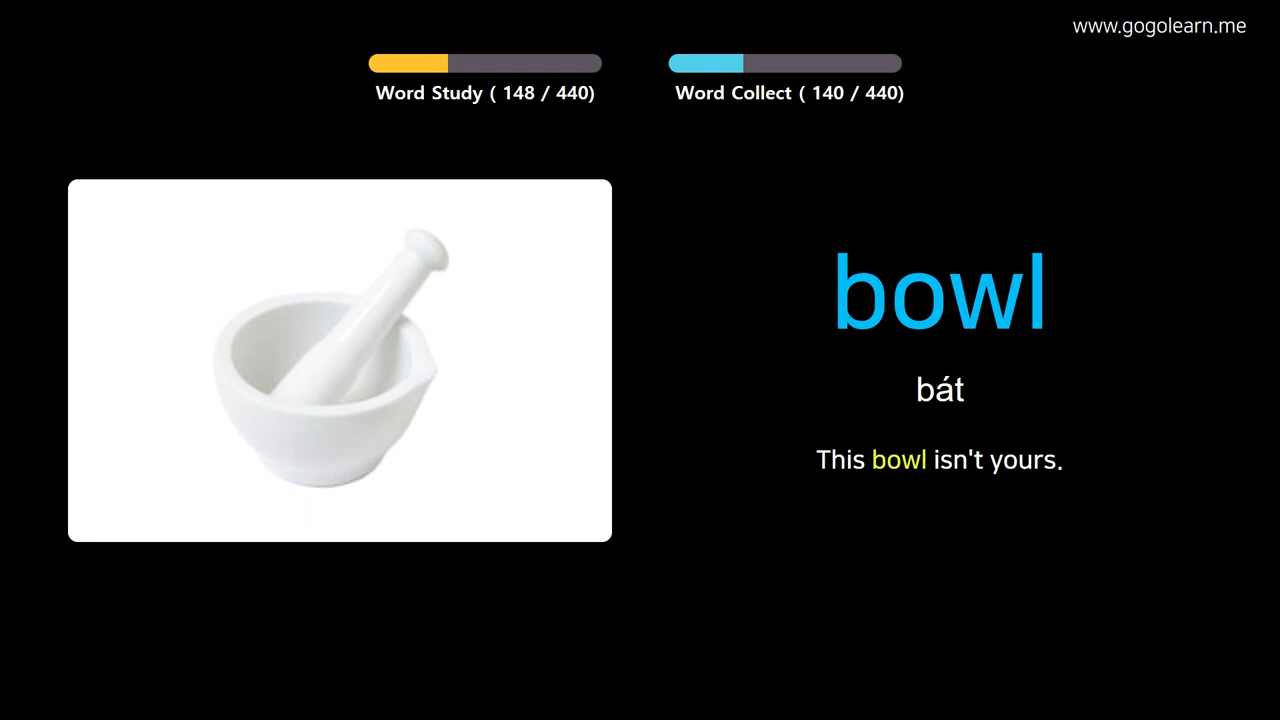 www.gogolearn.me
Word Study ( 148 / 440)
Word Collect ( 140 / 440)
bowl
bát
This bowl isn't yours.